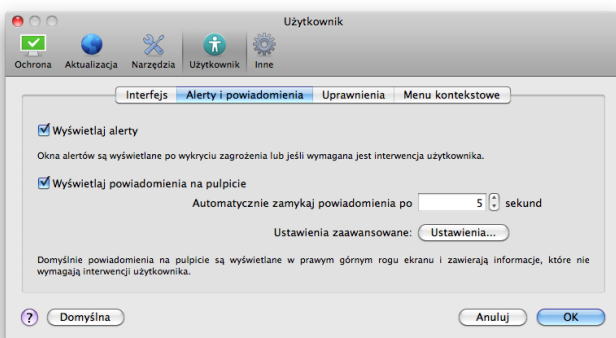 Użytkownik
Ochrona Aktualizacja Narzędzia Użytkownik Inne
Interfejs Alerty i powiadomienia Uprawnienia Menu kontekstowe
Wyświetlaj alerty
Okna alertów są wyświetlane po wykryciu zagrożenia lub jeśli wymagana jest interwencja użytkownika.
Wyświetlaj powiadomienia na pulpicie
Automatycznie zamykaj powiadomienia po 5 sekund
Ustawienia zaawansowane: Ustawienia...
Domyślnie powiadomienia na pulpicie są wyświetlane w prawym górnym rogu ekranu i zawierają informacje, które nie
wymagają interwencji użytkownika.
? Domyślna Anuluj OK